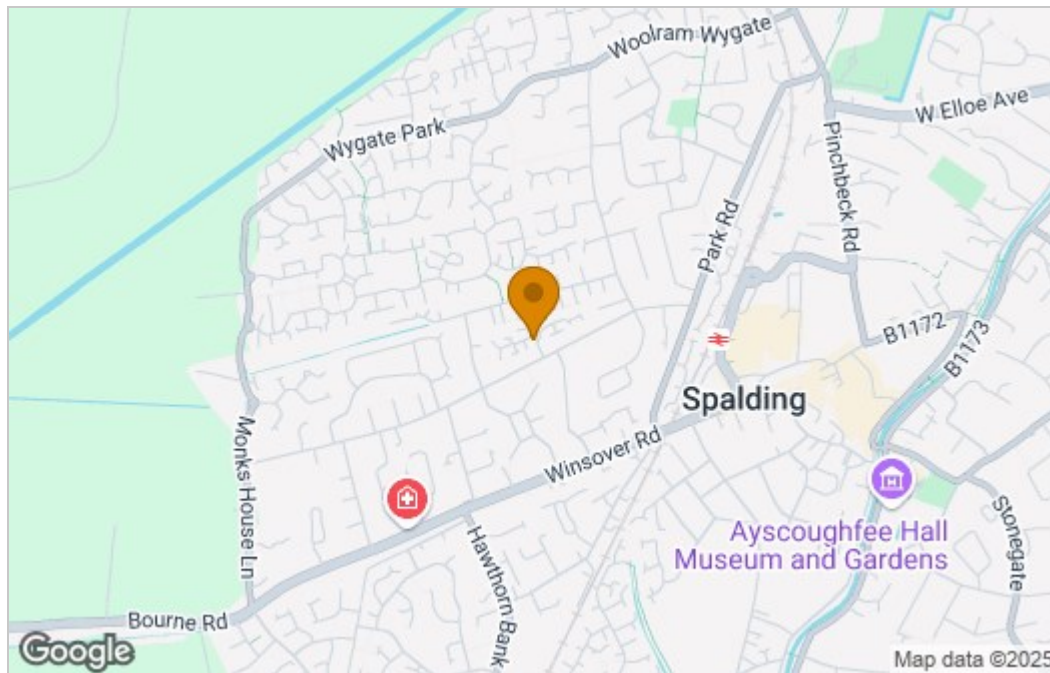 Woolram Wygate
W Elloe Ave
Wygate Park
Pinchbeck Rd
Park Rd
B1172
B1173
Spalding
Monks House Ln
Winsover Rd
Ayscoughfee Hall
Museum and Gardens
Stonegate
Hawthorn Bank
Bourne Rd
Google
Map data ©2025